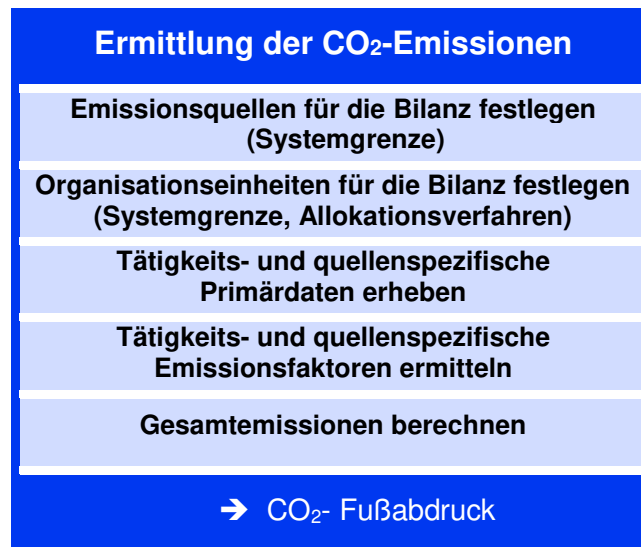 Ermittlung der CO₂-Emissionen
Emissionsquellen für die Bilanz festlegen
(Systemgrenze)
Organisationseinheiten für die Bilanz festlegen
(Systemgrenze, Allokationsverfahren)
Tätigkeits- und quellenspezifische
Primärdaten erheben
Tätigkeits- und quellenspezifische
Emissionsfaktoren ermitteln
Gesamtemissionen berechnen
➔ CO₂- Fußabdruck